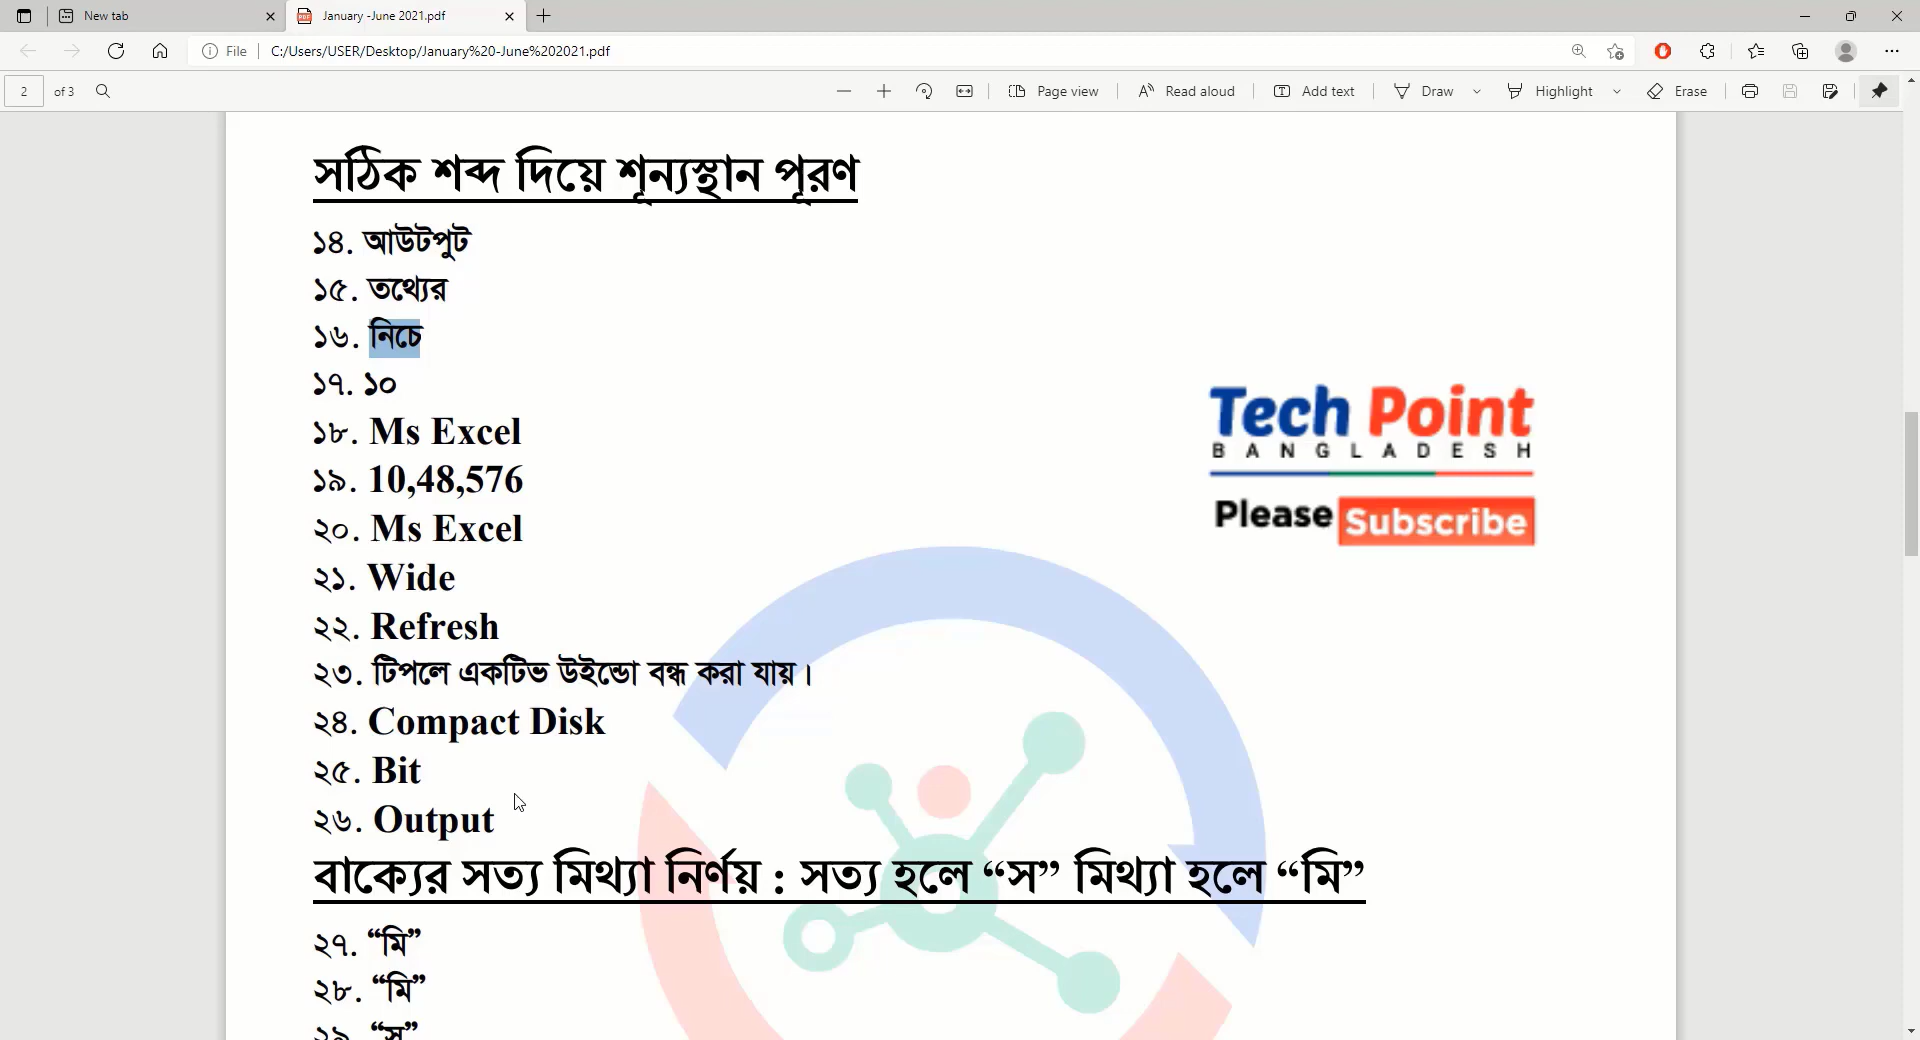 New tab
January -June 2021.pdf
File
C:/Users/USER/Desktop/January%20-June%202021.pdf
2 of 3
Page view
Read aloud
Add text
Draw
Highlight
Erase
সঠিক শব্দ দিয়ে শূন্যস্থান পূরণ
১৪. আউটপুট
১৫. তথ্যের
১৬. নিচে
১৭. ১০
১৮. Ms Excel
১৯. 10,48,576
২০. Ms Excel
২১. Wide
২২. Refresh
২৩. টিপলে একটিভ উইন্ডো বন্ধ করা যায়।
২৪. Compact Disk
২৫. Bit
২৬. Output
Tech Point
BANGLADESH
Please Subscribe
বাক্যের সত্য মিথ্যা নির্ণয় : সত্য হলে “স” মিথ্যা হলে “মি”
২৭. “মি”
২৮. “মি”
২৯. “স”